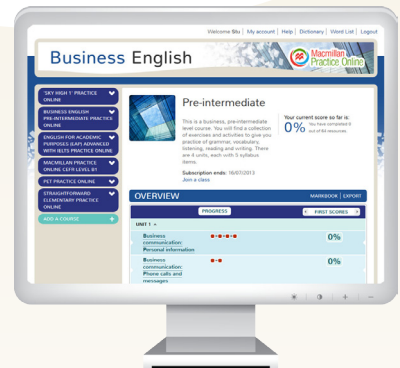 Welcome Stu | My account | Help | Dictionary | Word List | Logout
Business English
Macmillan
Practice Online
'SKY HIGH 1' PRACTICE
ONLINE
BUSINESS ENGLISH
PRE-INTERMEDIATE PRACTICE
ONLINE
ENGLISH FOR ACADEMIC
PURPOSES (EAP) ADVANCED
WITH IELTS PRACTICE ONLINE
MACMILLAN PRACTICE
ONLINE CEFR LEVEL B1
PET PRACTICE ONLINE
STRAIGHTFORWARD
ELEMENTARY PRACTICE
ONLINE
ADD A COURSE +
Pre-intermediate
This is a business, pre-intermediate
level course. You will find a collection
of exercises and activities to give you
practice of grammar, vocabulary,
listening, reading and writing. There
are 4 units, each with 5 syllabus
items.
Subscription ends: 16/07/2013
Join a class
Your current score so far is:
0% You have completed 0
out of 82 resources.
OVERVIEW
MARKBOOK | EXPORT
PROGRESS
FIRST SCORES
UNIT 1
Business
communication:
Personal information
0%
Business
communication:
Phone calls and
messages
0%